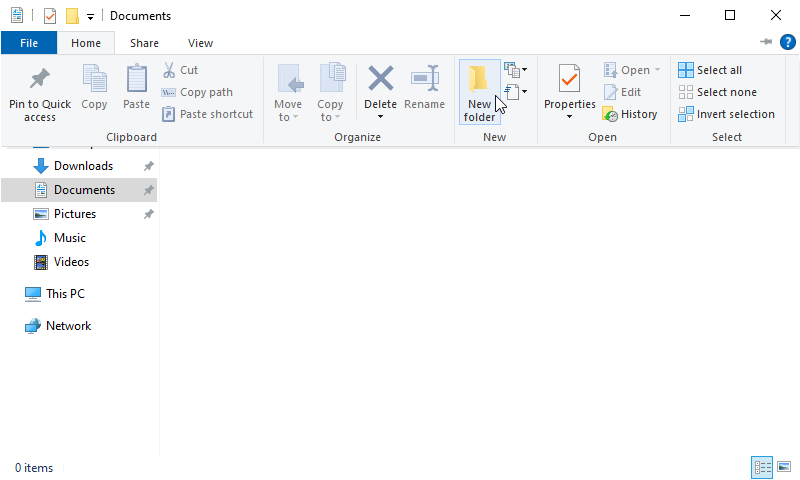 Documents
File
Home
Share
View
?
Pin to Quick
access
Copy
Paste
Cut
Copy path
Paste shortcut
Clipboard
Move
to
Copy
to
Delete
Rename
Organize
New
folder
New
Properties
Open
Edit
History
Open
Select all
Select none
Invert selection
Select
Downloads
Documents
Pictures
Music
Videos
This PC
Network
0 items